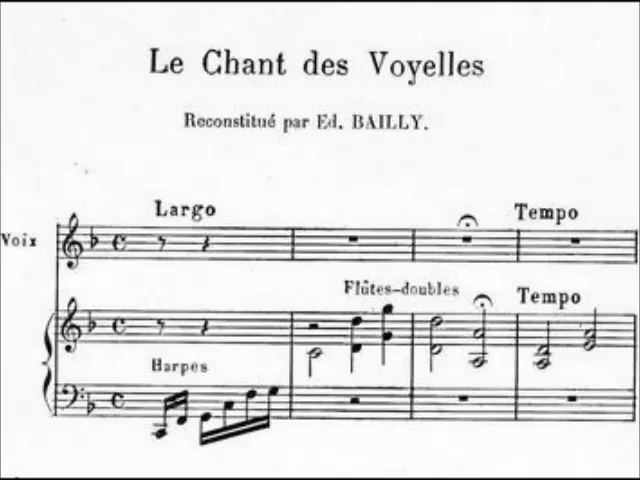 Le Chant des Voyelles
Reconstitué par Ed. BAILLY.
Largo
Tempo
Voix
Flûtes-doubles
Tempo
Harpes